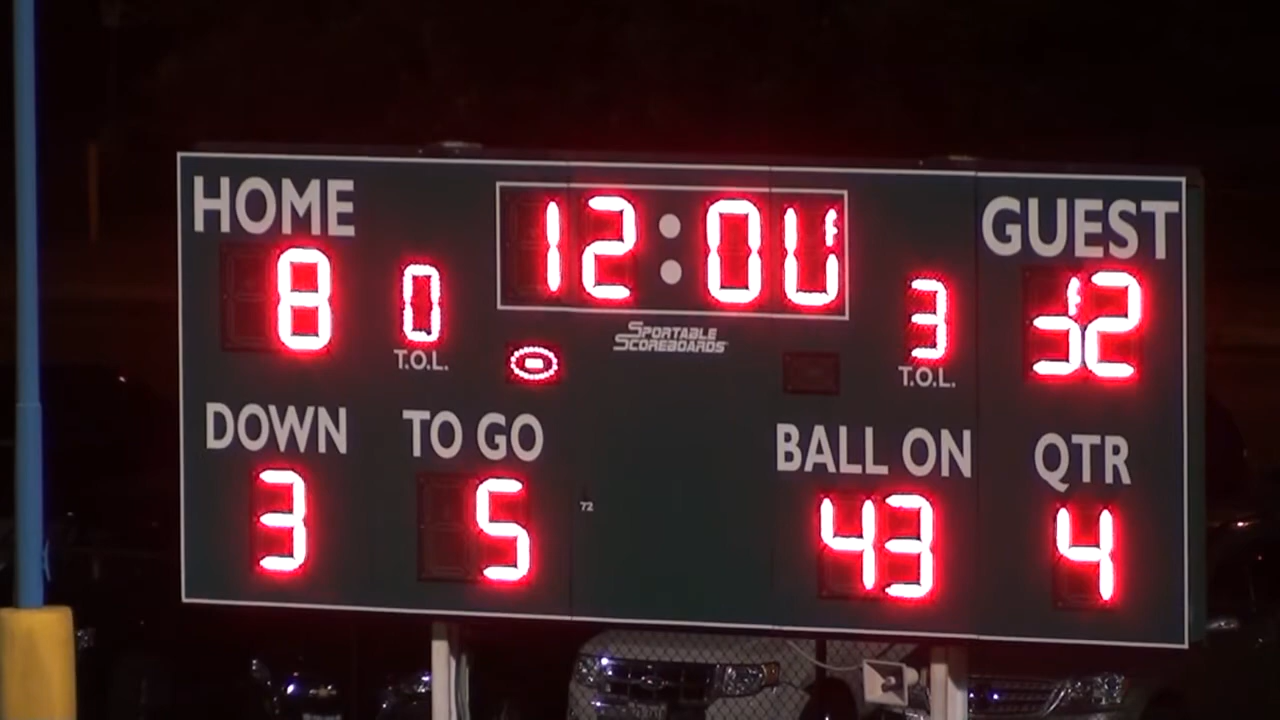 HOME
12:00
GUEST
8
0
T.O.L.
SPORTABLE
SCOREBOARDS
3
T.O.L.
32
DOWN
TO GO
BALL ON
QTR
3
5
72
43
4